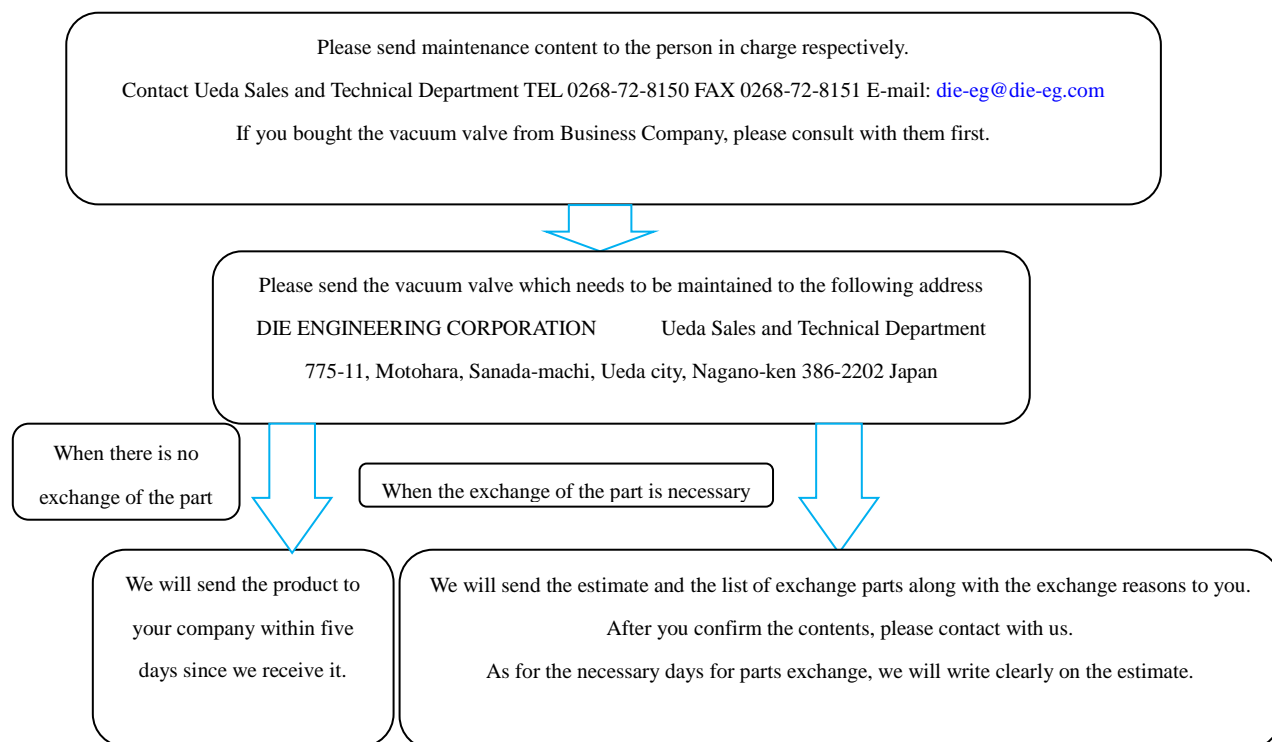 Please send maintenance content to the person in charge respectively.
Contact Ueda Sales and Technical Department TEL 0268-72-8150 FAX 0268-72-8151 E-mail: die-eg@die-eg.com
If you bought the vacuum valve from Business Company, please consult with them first.
Please send the vacuum valve which needs to be maintained to the following address
DIE ENGINEERING CORPORATION Ueda Sales and Technical Department
775-11, Motohara, Sanada-machi, Ueda city, Nagano-ken 386-2202 Japan
When there is no
exchange of the part
When the exchange of the part is necessary
We will send the product to
your company within five
days since we receive it.
We will send the estimate and the list of exchange parts along with the exchange reasons to you.
After you confirm the contents, please contact with us.
As for the necessary days for parts exchange, we will write clearly on the estimate.